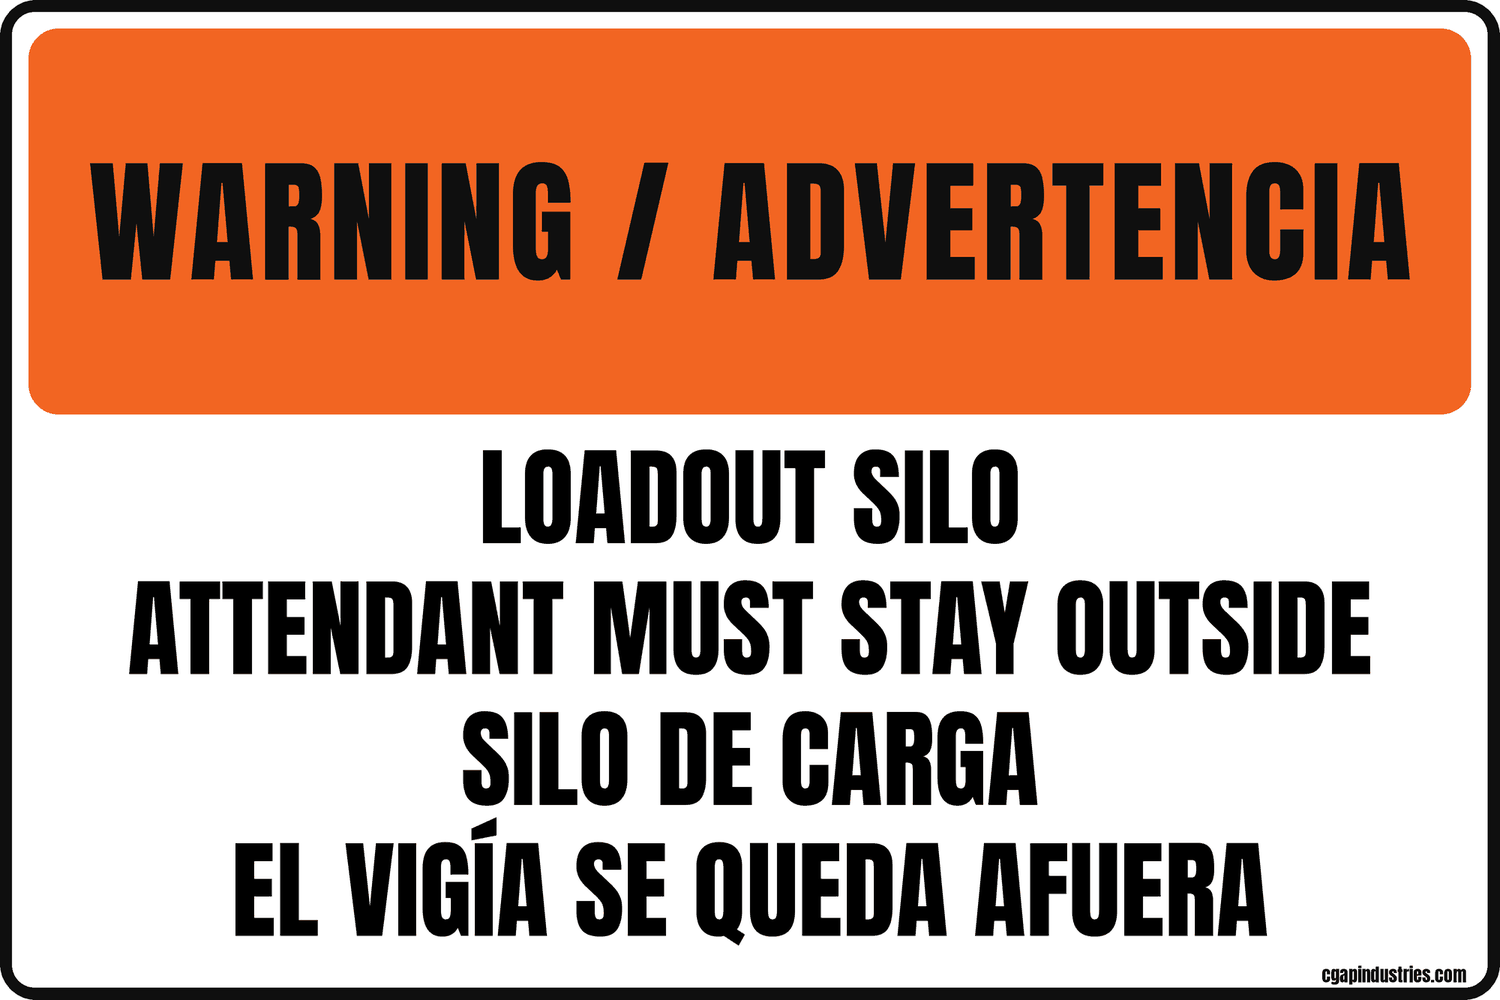 WARNING / ADVERTENCIA
LOADOUT SILO
ATTENDANT MUST STAY OUTSIDE
SILO DE CARGA
EL VIGÍA SE QUEDA AFUERA
cgapindustries.com